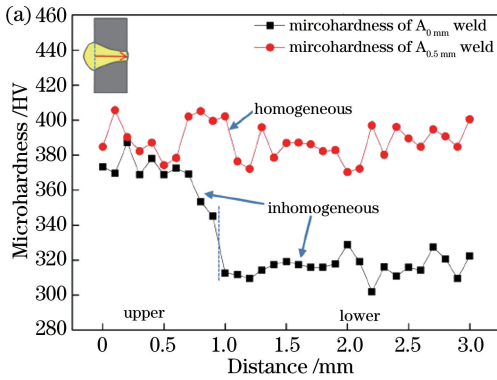 (a)
460
440
420
400
380
360
340
320
300
280
Microhardness /HV
mircohardness of A0 mm weld
mircohardness of A0.5 mm weld
homogeneous
inhomogeneous
upper
lower
0
0.5
1.0
1.5
2.0
2.5
3.0
Distance /mm